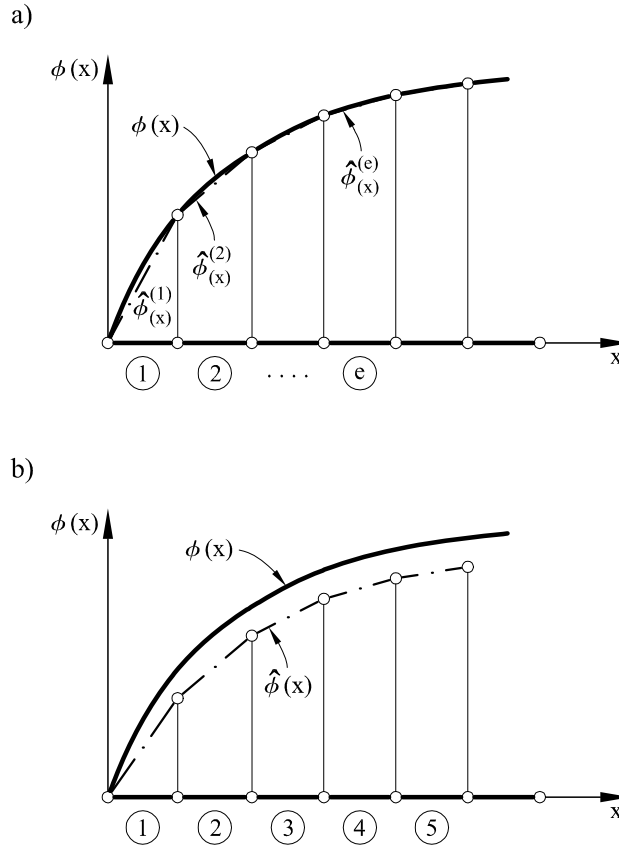 a)
ϕ (x)
ϕ (x)
ϕ̂ (e) (x)
ϕ̂ (2) (x)
ϕ̂ (1) (x)
x
1 2 .... e
b)
ϕ (x)
ϕ (x)
ϕ̂ (x)
x
1 2 3 4 5